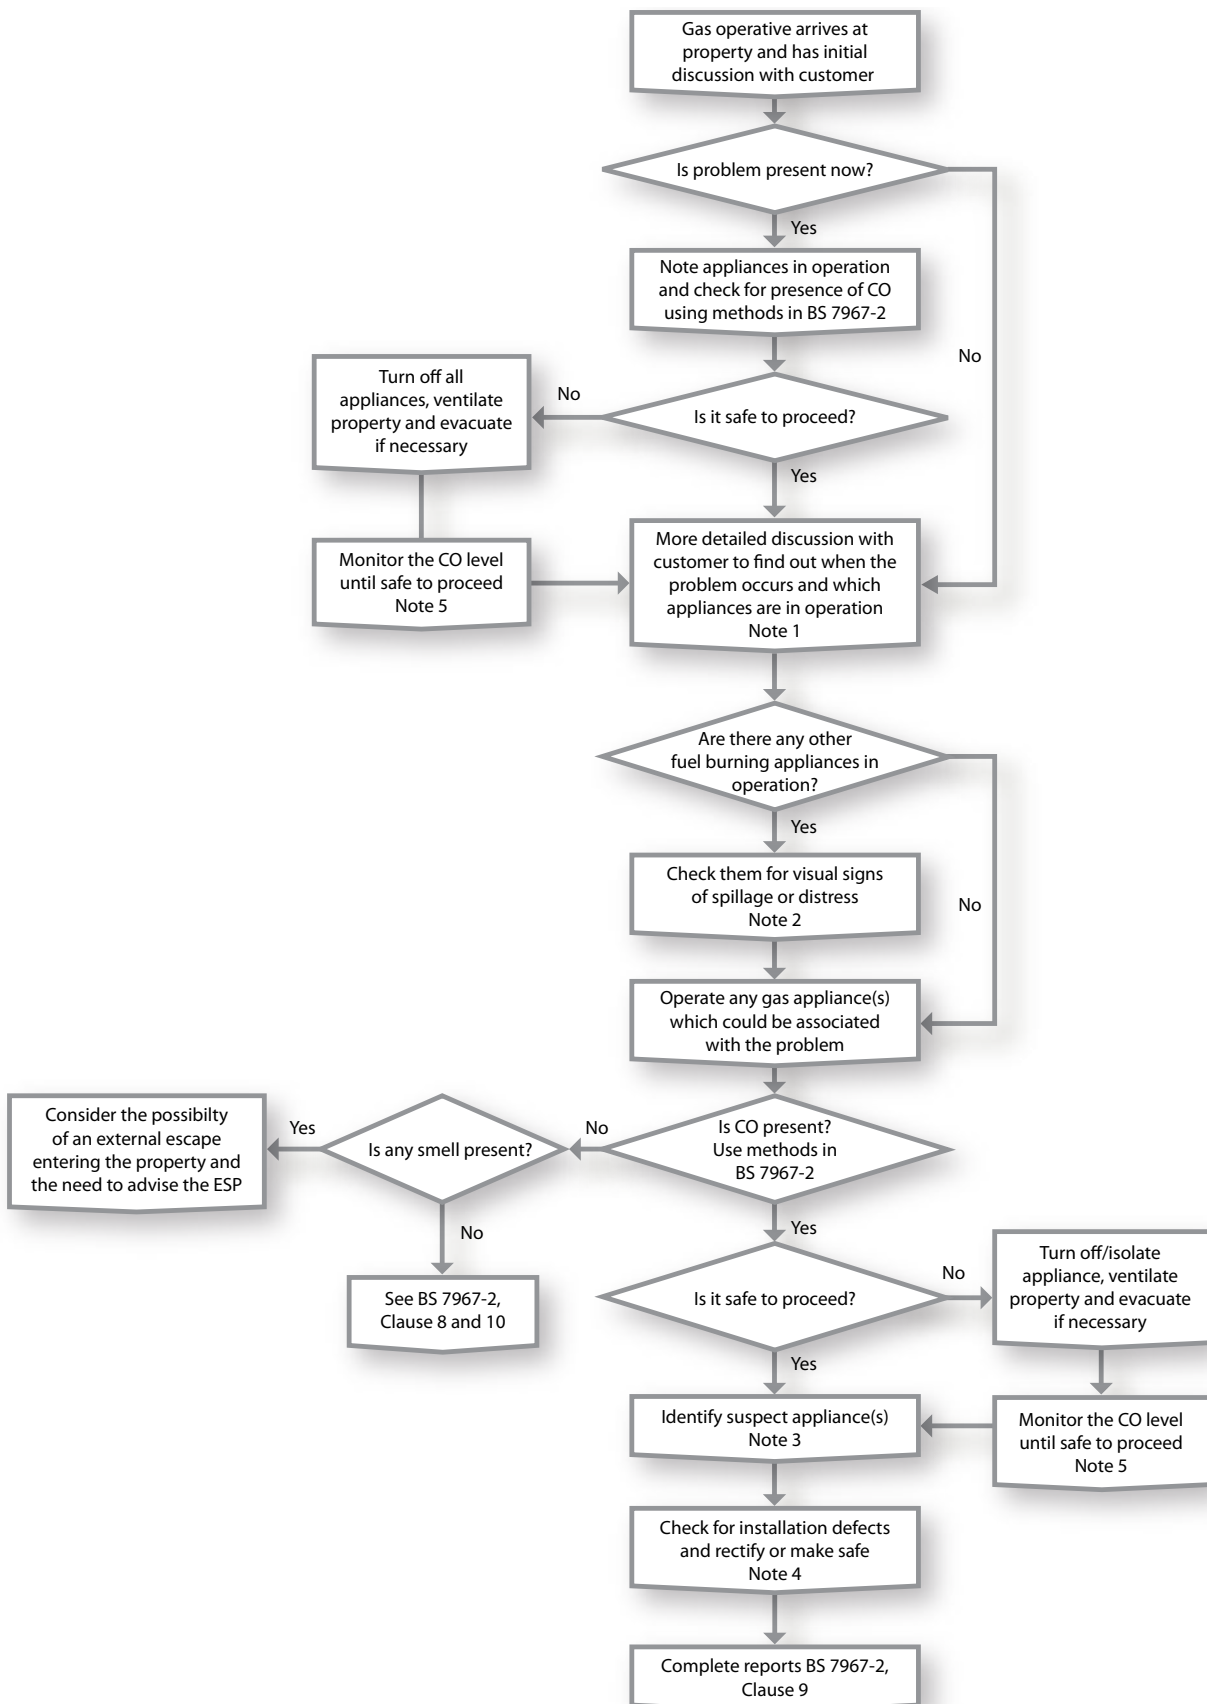 Gas operative arrives at
property and has initial
discussion with customer
Is problem present now?
Yes
No
Note appliances in operation
and check for presence of CO
using methods in BS 7967-2
Turn off all
appliances, ventilate
property and evacuate
if necessary
No
Is it safe to proceed?
Yes
Monitor the CO level
until safe to proceed
Note 5
More detailed discussion with
customer to find out when the
problem occurs and which
appliances are in operation
Note 1
Are there any other
fuel burning appliances in
operation?
Yes
No
Check them for visual signs
of spillage or distress
Note 2
Operate any gas appliance(s)
which could be associated
with the problem
Consider the possibilty
of an external escape
entering the property and
the need to advise the ESP
Yes
Is any smell present?
No
Is CO present?
Use methods in
BS 7967-2
No
Yes
See BS 7967-2,
Clause 8 and 10
Is it safe to proceed?
No
Turn off/isolate
appliance, ventilate
property and evacuate
if necessary
Yes
Identify suspect appliance(s)
Note 3
Monitor the CO level
until safe to proceed
Note 5
Check for installation defects
and rectify or make safe
Note 4
Complete reports BS 7967-2,
Clause 9